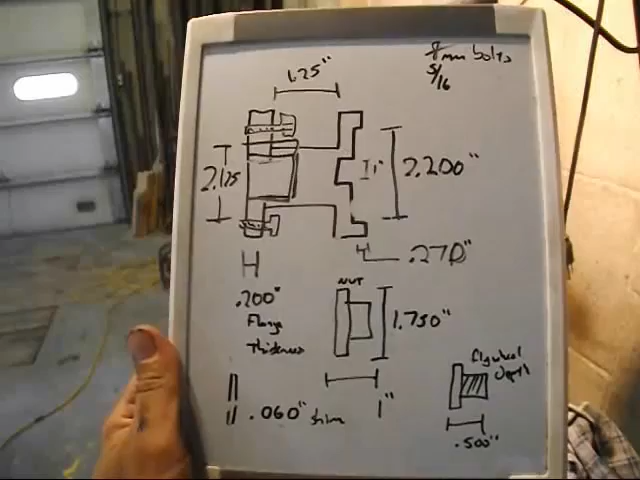 1.25"
8mm bolts
5/16
2.125
1"
2.200"
.270"
H
.200"
Flange
Thickness
NUT
1.750"
1"
.060" shim
flywheel
depth
.500"